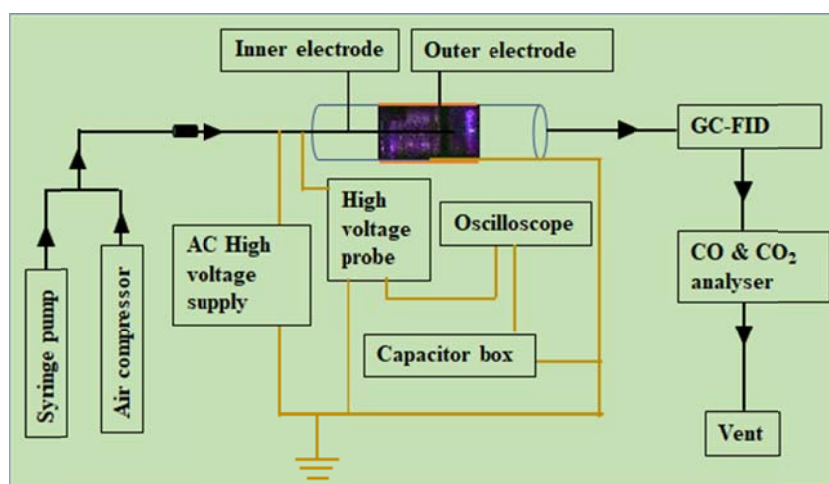 Inner electrode
Outer electrode
GC-FID
High
voltage
probe
Oscilloscope
AC High
voltage
supply
CO & CO₂
analyser
Syringe pump
Air compressor
Capacitor box
Vent